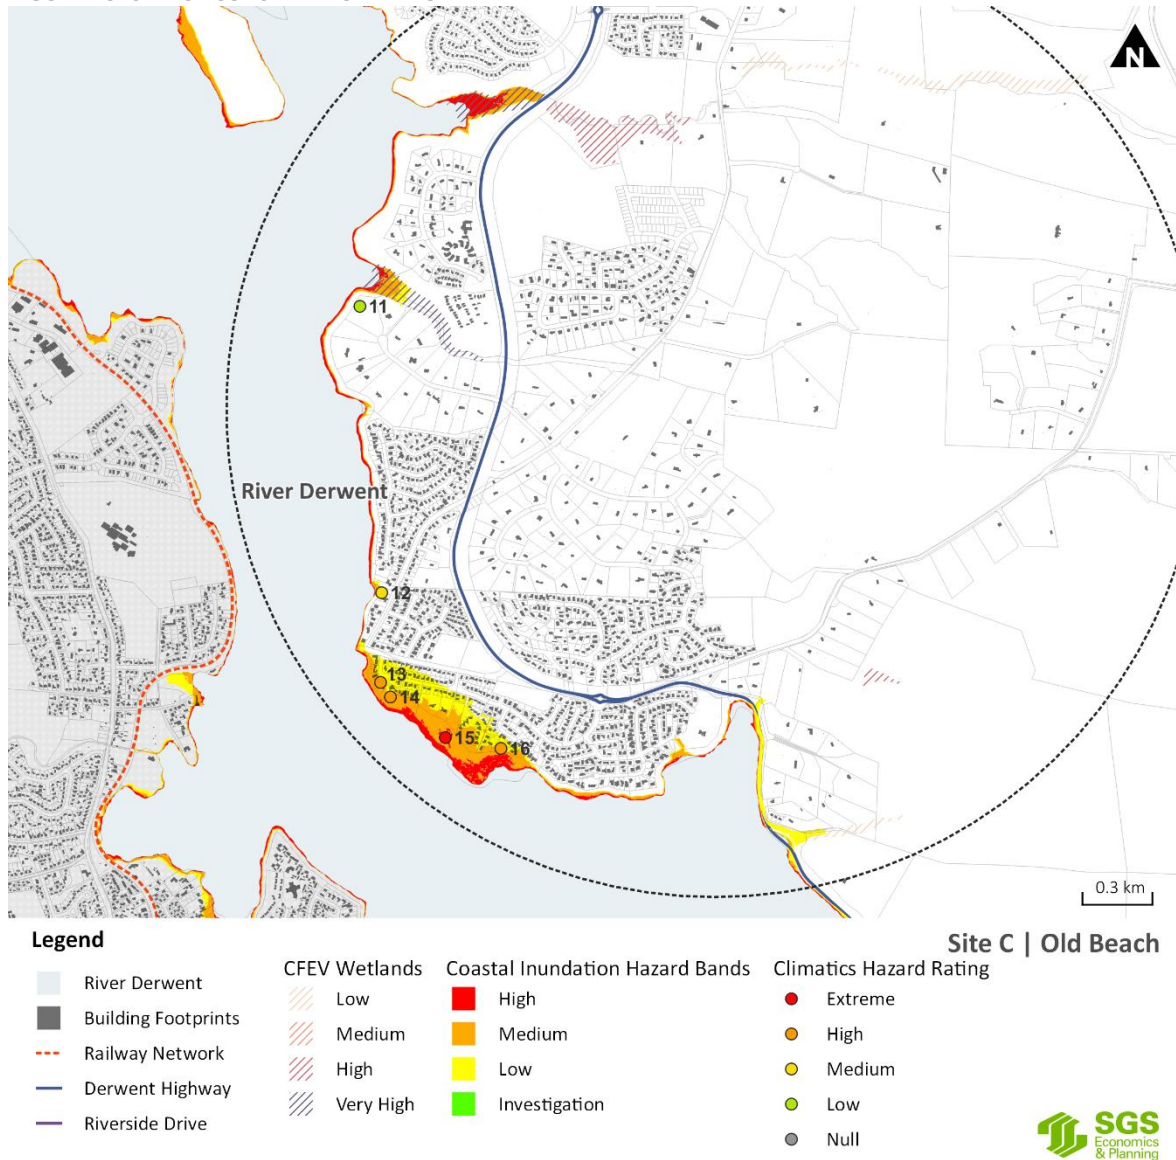 N
11
River Derwent
12
13
14
15
16
0.3 km
Legend
Site C | Old Beach
River Derwent
Building Footprints
Railway Network
Derwent Highway
Riverside Drive
CFEV Wetlands
Low
Medium
High
Very High
Coastal Inundation Hazard Bands
High
Medium
Low
Investigation
Climatics Hazard Rating
Extreme
High
Medium
Low
Null
SGS
Economics
& Planning